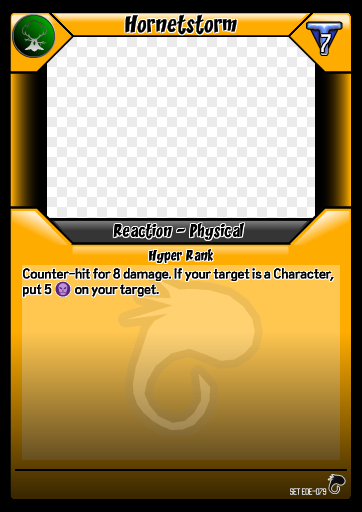 Hornetstorm
7
Reaction - Physical
Hyper Rank
Counter-hit for 8 damage. If your target is a Character,
put 5 on your target.
SET EOE-079